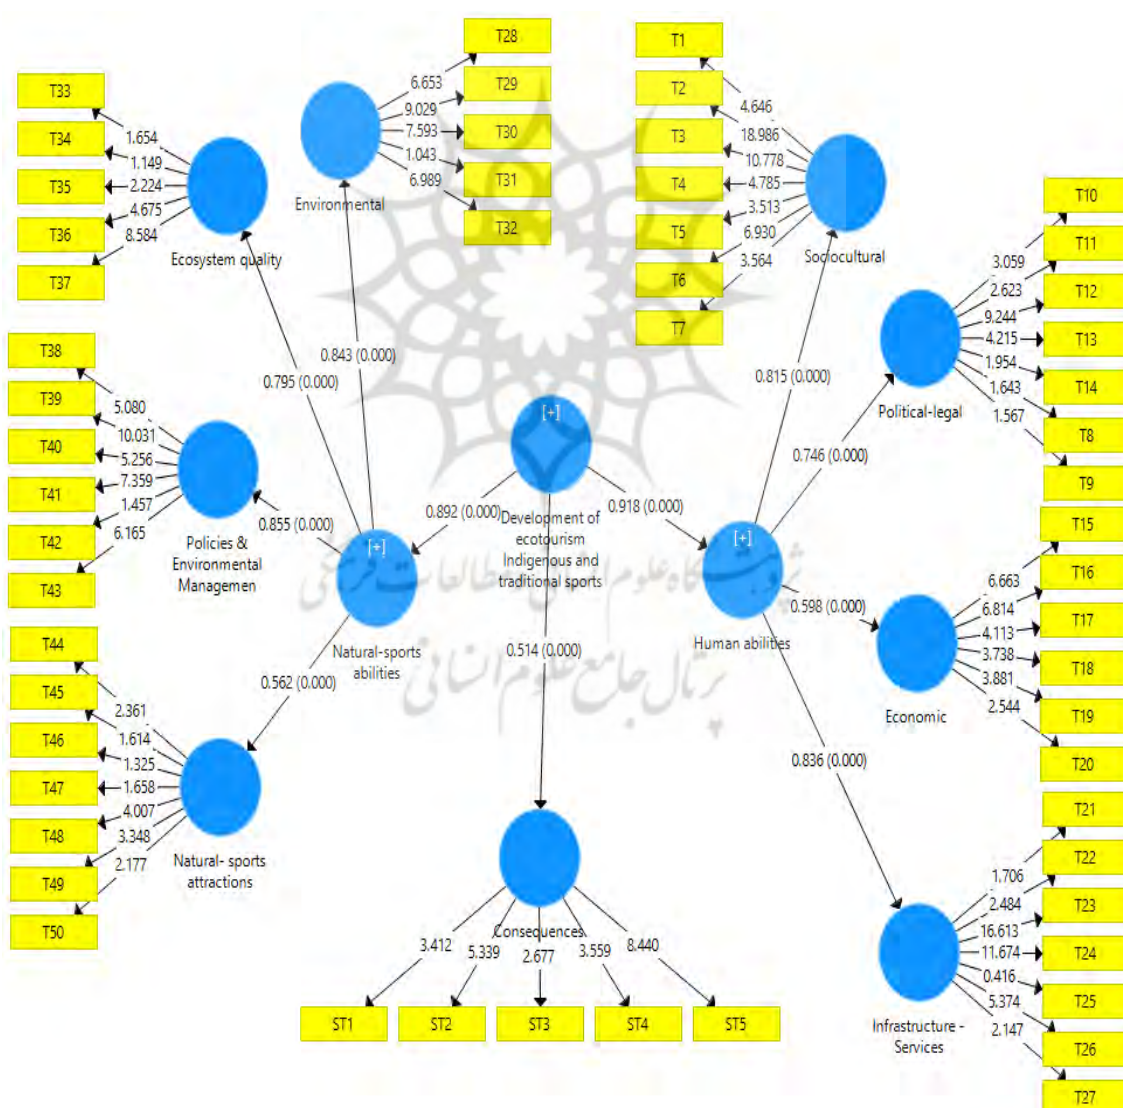 T28
T29
T30
T31
T32
6.653
9.029
7.593
1.043
6.989
Environmental
T33
T34
T35
T36
T37
1.654
1.149
2.224
4.675
8.584
Ecosystem quality
T1
T2
T3
T4
T5
T6
T7
4.646
18.986
10.778
4.785
3.513
6.930
3.564
Sociocultural
T10
T11
T12
T13
T14
T8
T9
3.059
2.623
9.244
4.215
1.954
1.643
1.567
Political-legal
0.843 (0.000)
0.795 (0.000)
0.815 (0.000)
0.746 (0.000)
T38
T39
T40
T41
T42
T43
5.080
10.031
5.256
7.359
1.457
6.165
Policies &
Environmental
Managemen
0.855 (0.000)
[+]
0.892 (0.000)
0.918 (0.000)
Development of
ecotourism
Indigenous and
traditional sports
[+]
Natural-sports
abilities
[+]
Human abilities
0.598 (0.000)
T15
T16
T17
T18
T19
T20
6.663
6.814
4.113
3.738
3.881
2.544
Economic
0.562 (0.000)
0.514 (0.000)
0.836 (0.000)
پژوهشگاه علوم انسانی و مطالعات فرهنگی
پرتال جامع علوم انسانی
T44
T45
T46
T47
T48
T49
T50
2.361
1.614
1.325
1.658
4.007
3.348
2.177
Natural- sports
attractions
Consequences
3.412
5.339
2.677
3.559
8.440
ST1
ST2
ST3
ST4
ST5
T21
T22
T23
T24
T25
T26
T27
1.706
2.484
16.613
11.674
0.416
5.374
2.147
Infrastructure -
Services